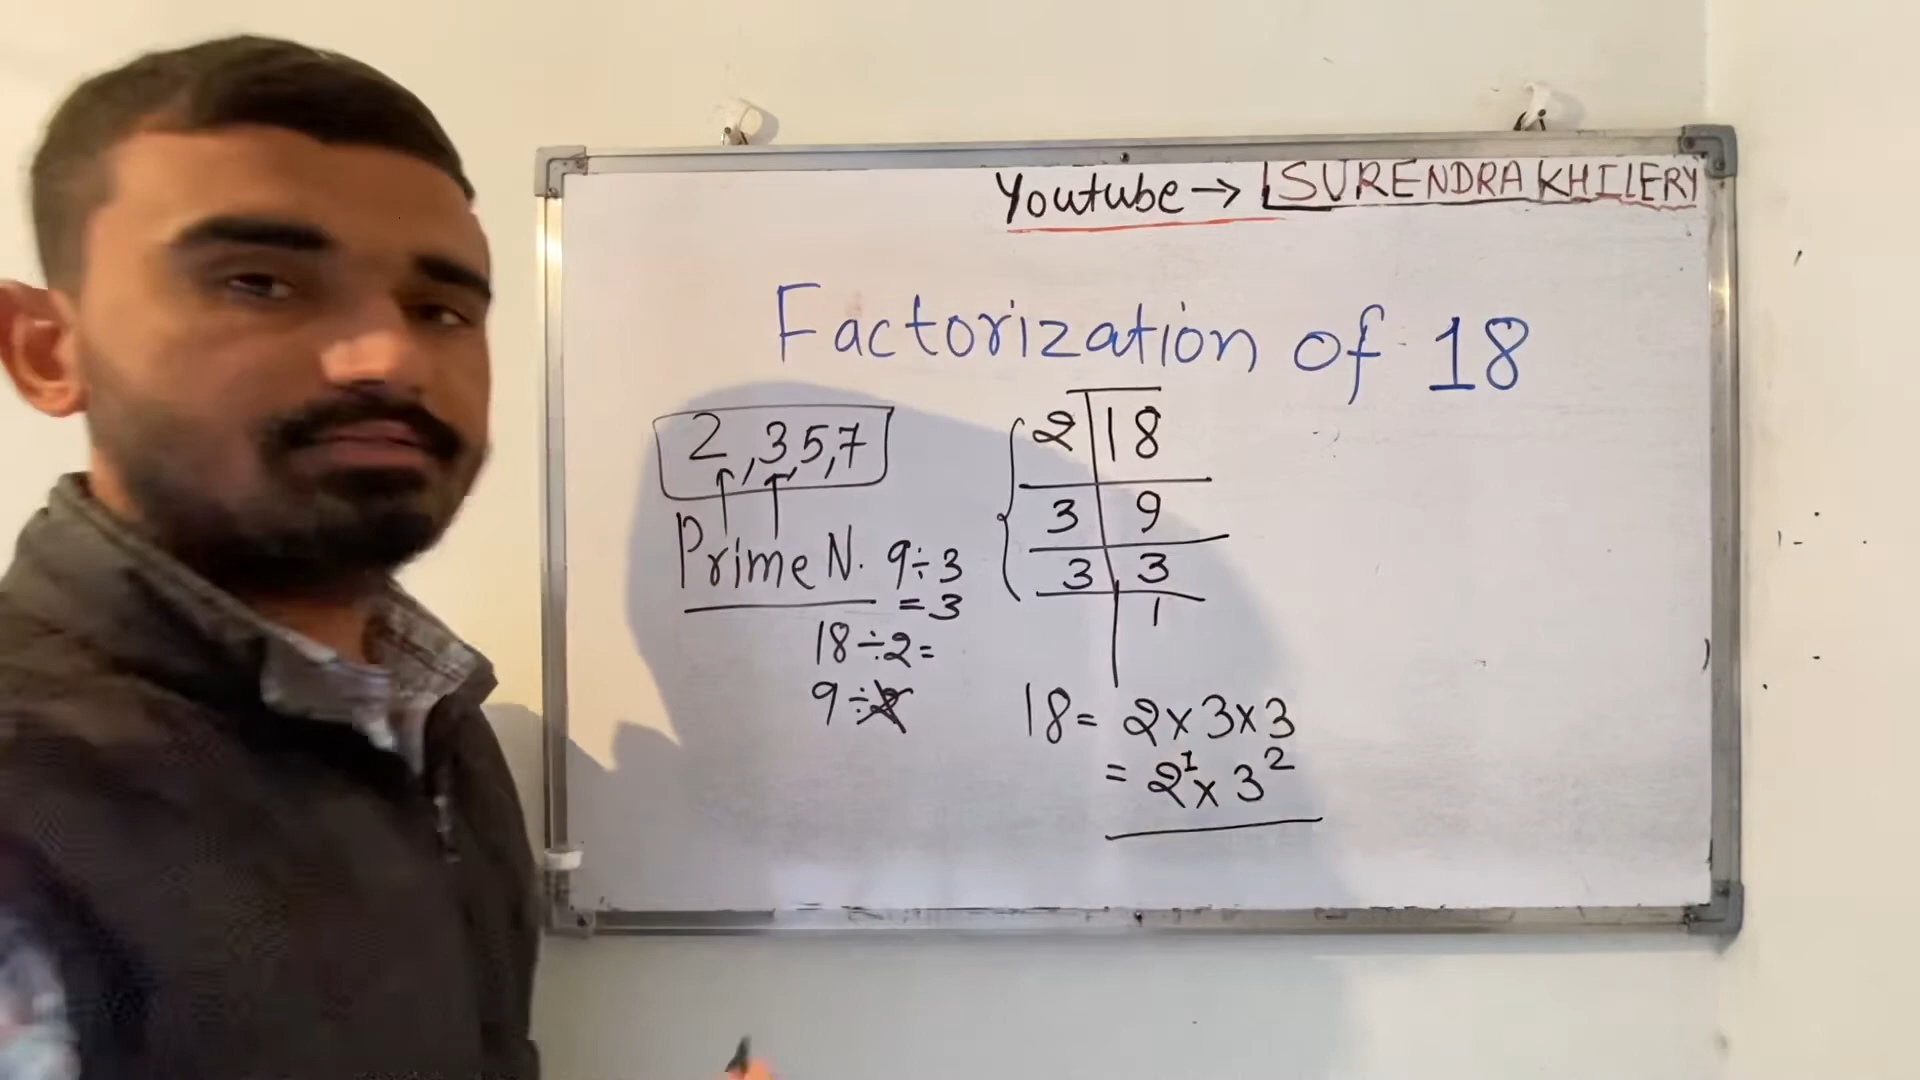 Youtube → SURENDRA KHILERY
Factorization of 18
2, 3, 5, 7
Prime N.
9÷3
=3
18÷2=
9÷
2 18
3 9
3 3
1
18= 2×3×3
= 2¹×3²